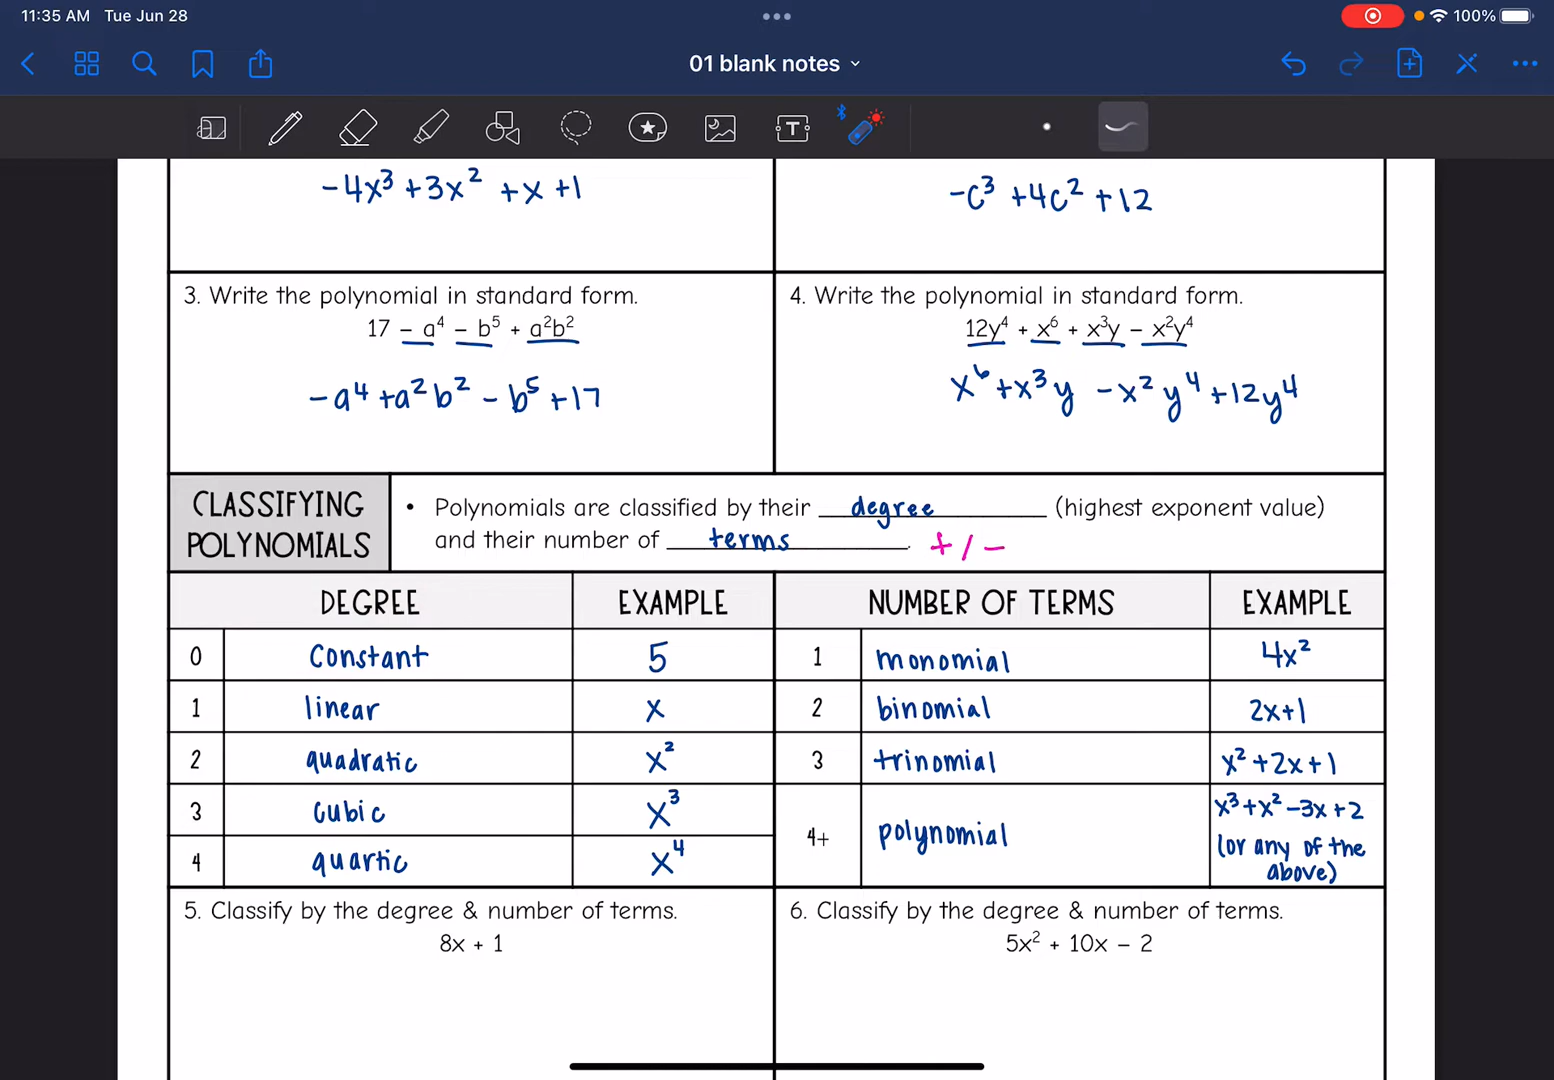 11:35 AM Tue Jun 28
100%
01 blank notes
T
-4x³ +3x² +x +1
-c³ +4c² +12
3. Write the polynomial in standard form.
17 – a⁴ – b⁵ + a²b²
-a⁴ +a²b² - b⁵ +17
4. Write the polynomial in standard form.
12y⁴ + x⁶ + x³y – x²y⁴
x⁶ +x³y -x²y⁴ +12y⁴
CLASSIFYING
POLYNOMIALS
• Polynomials are classified by their degree (highest exponent value)
and their number of terms. +/-
DEGREE EXAMPLE NUMBER OF TERMS EXAMPLE
0 Constant 5 1 monomial 4x²
1 linear x 2 binomial 2x+1
2 quadratic x² 3 trinomial x²+2x+1
3 cubic x³
4 quartic x⁴
4+ polynomial x³+x²-3x+2
(or any of the
above)
5. Classify by the degree & number of terms.
8x + 1
6. Classify by the degree & number of terms.
5x² + 10x – 2